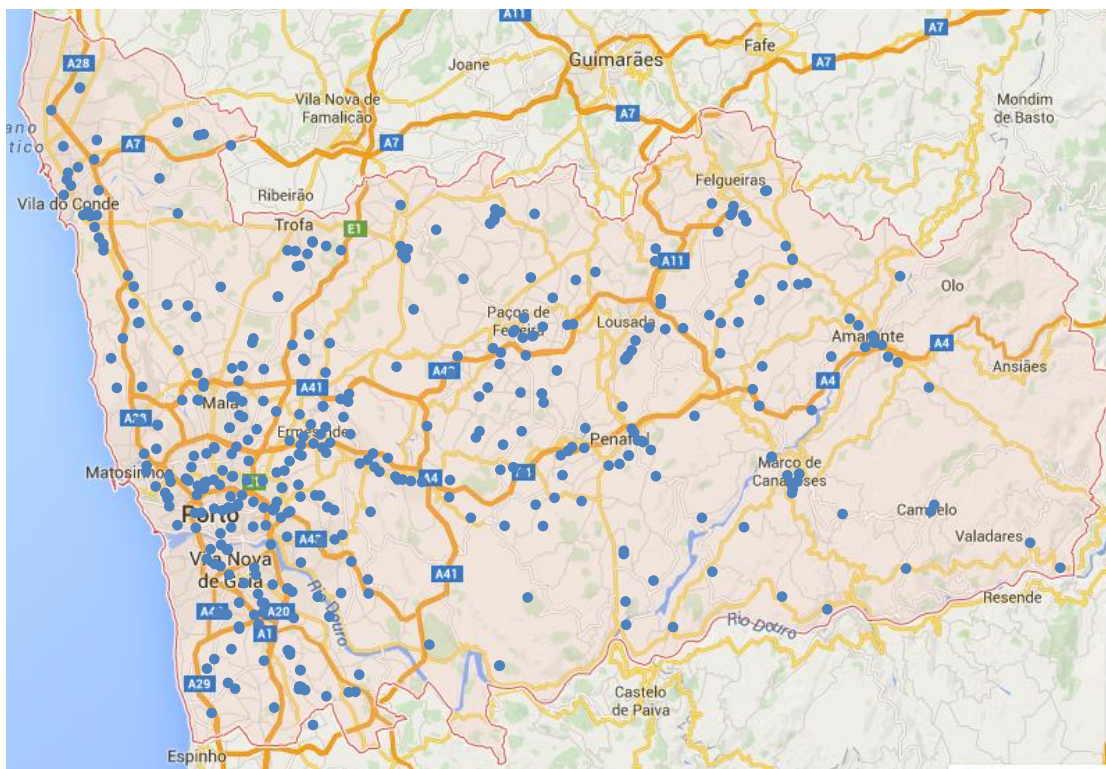 A11
A7
Fafe
A28
Joane
Guimarães
A7
Vila Nova de
Famalicão
Mondim
de Basto
A7
ano
tico
A7
A7
Felgueiras
Ribeirão
Vila do Conde
Trofa
E1
A11
Olo
Paços de
Ferreira
Lousada
Amarante
A4
Ansiães
A41
A4
Maia
Ermesinde
Penafiel
Matosinhos
A4
Marco de
Canaveses
Porto
Valadares
Vila Nova
de Gaia
A41
Rio Douro
A20
Resende
Rio Douro
A1
A29
Castelo
de Paiva
Espinho